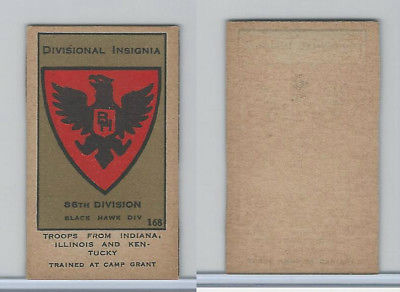 DIVISIONAL INSIGNIA
BH
86TH DIVISION
BLACK HAWK DIV
168
TROOPS FROM INDIANA,
ILLINOIS AND KEN-
TUCKY
TRAINED AT CAMP GRANT